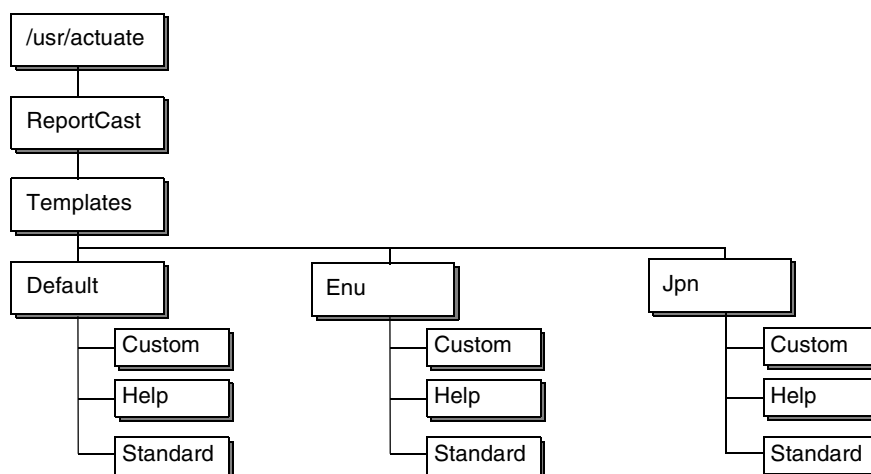 /usr/actuate
ReportCast
Templates
Default
Enu
Jpn
Custom
Custom
Custom
Help
Help
Help
Standard
Standard
Standard